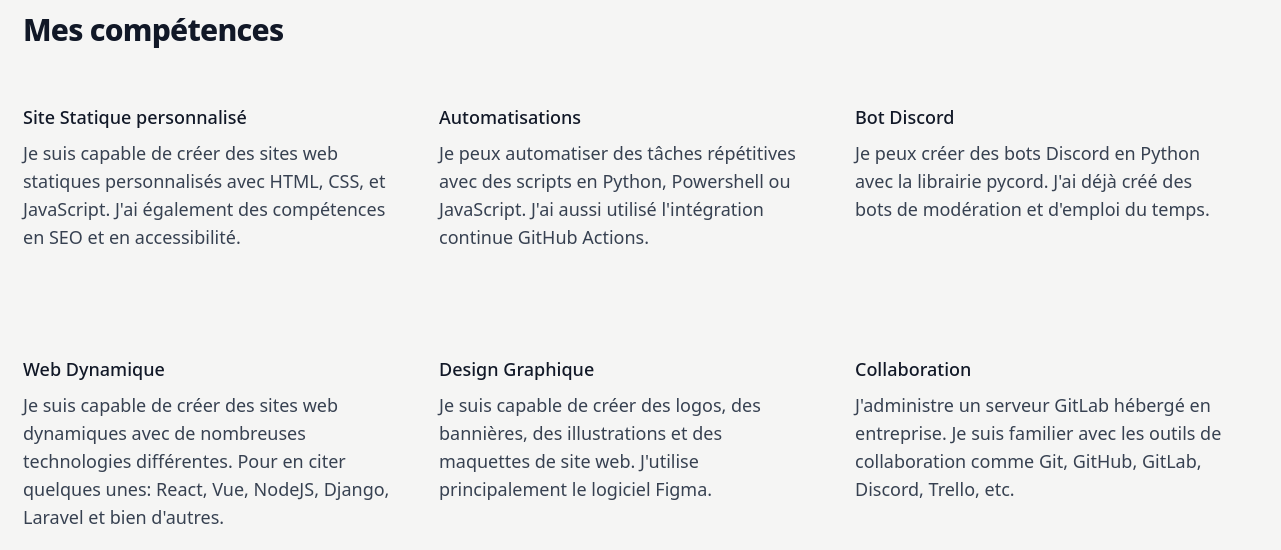 Mes compétences
Site Statique personnalisé
Je suis capable de créer des sites web
statiques personnalisés avec HTML, CSS, et
JavaScript. J'ai également des compétences
en SEO et en accessibilité.
Automatisations
Je peux automatiser des tâches répétitives
avec des scripts en Python, Powershell ou
JavaScript. J'ai aussi utilisé l'intégration
continue GitHub Actions.
Bot Discord
Je peux créer des bots Discord en Python
avec la librairie pycord. J'ai déjà créé des
bots de modération et d'emploi du temps.
Web Dynamique
Je suis capable de créer des sites web
dynamiques avec de nombreuses
technologies différentes. Pour en citer
quelques unes: React, Vue, NodeJS, Django,
Laravel et bien d'autres.
Design Graphique
Je suis capable de créer des logos, des
bannières, des illustrations et des
maquettes de site web. J'utilise
principalement le logiciel Figma.
Collaboration
J'administre un serveur GitLab hébergé en
entreprise. Je suis familier avec les outils de
collaboration comme Git, GitHub, GitLab,
Discord, Trello, etc.